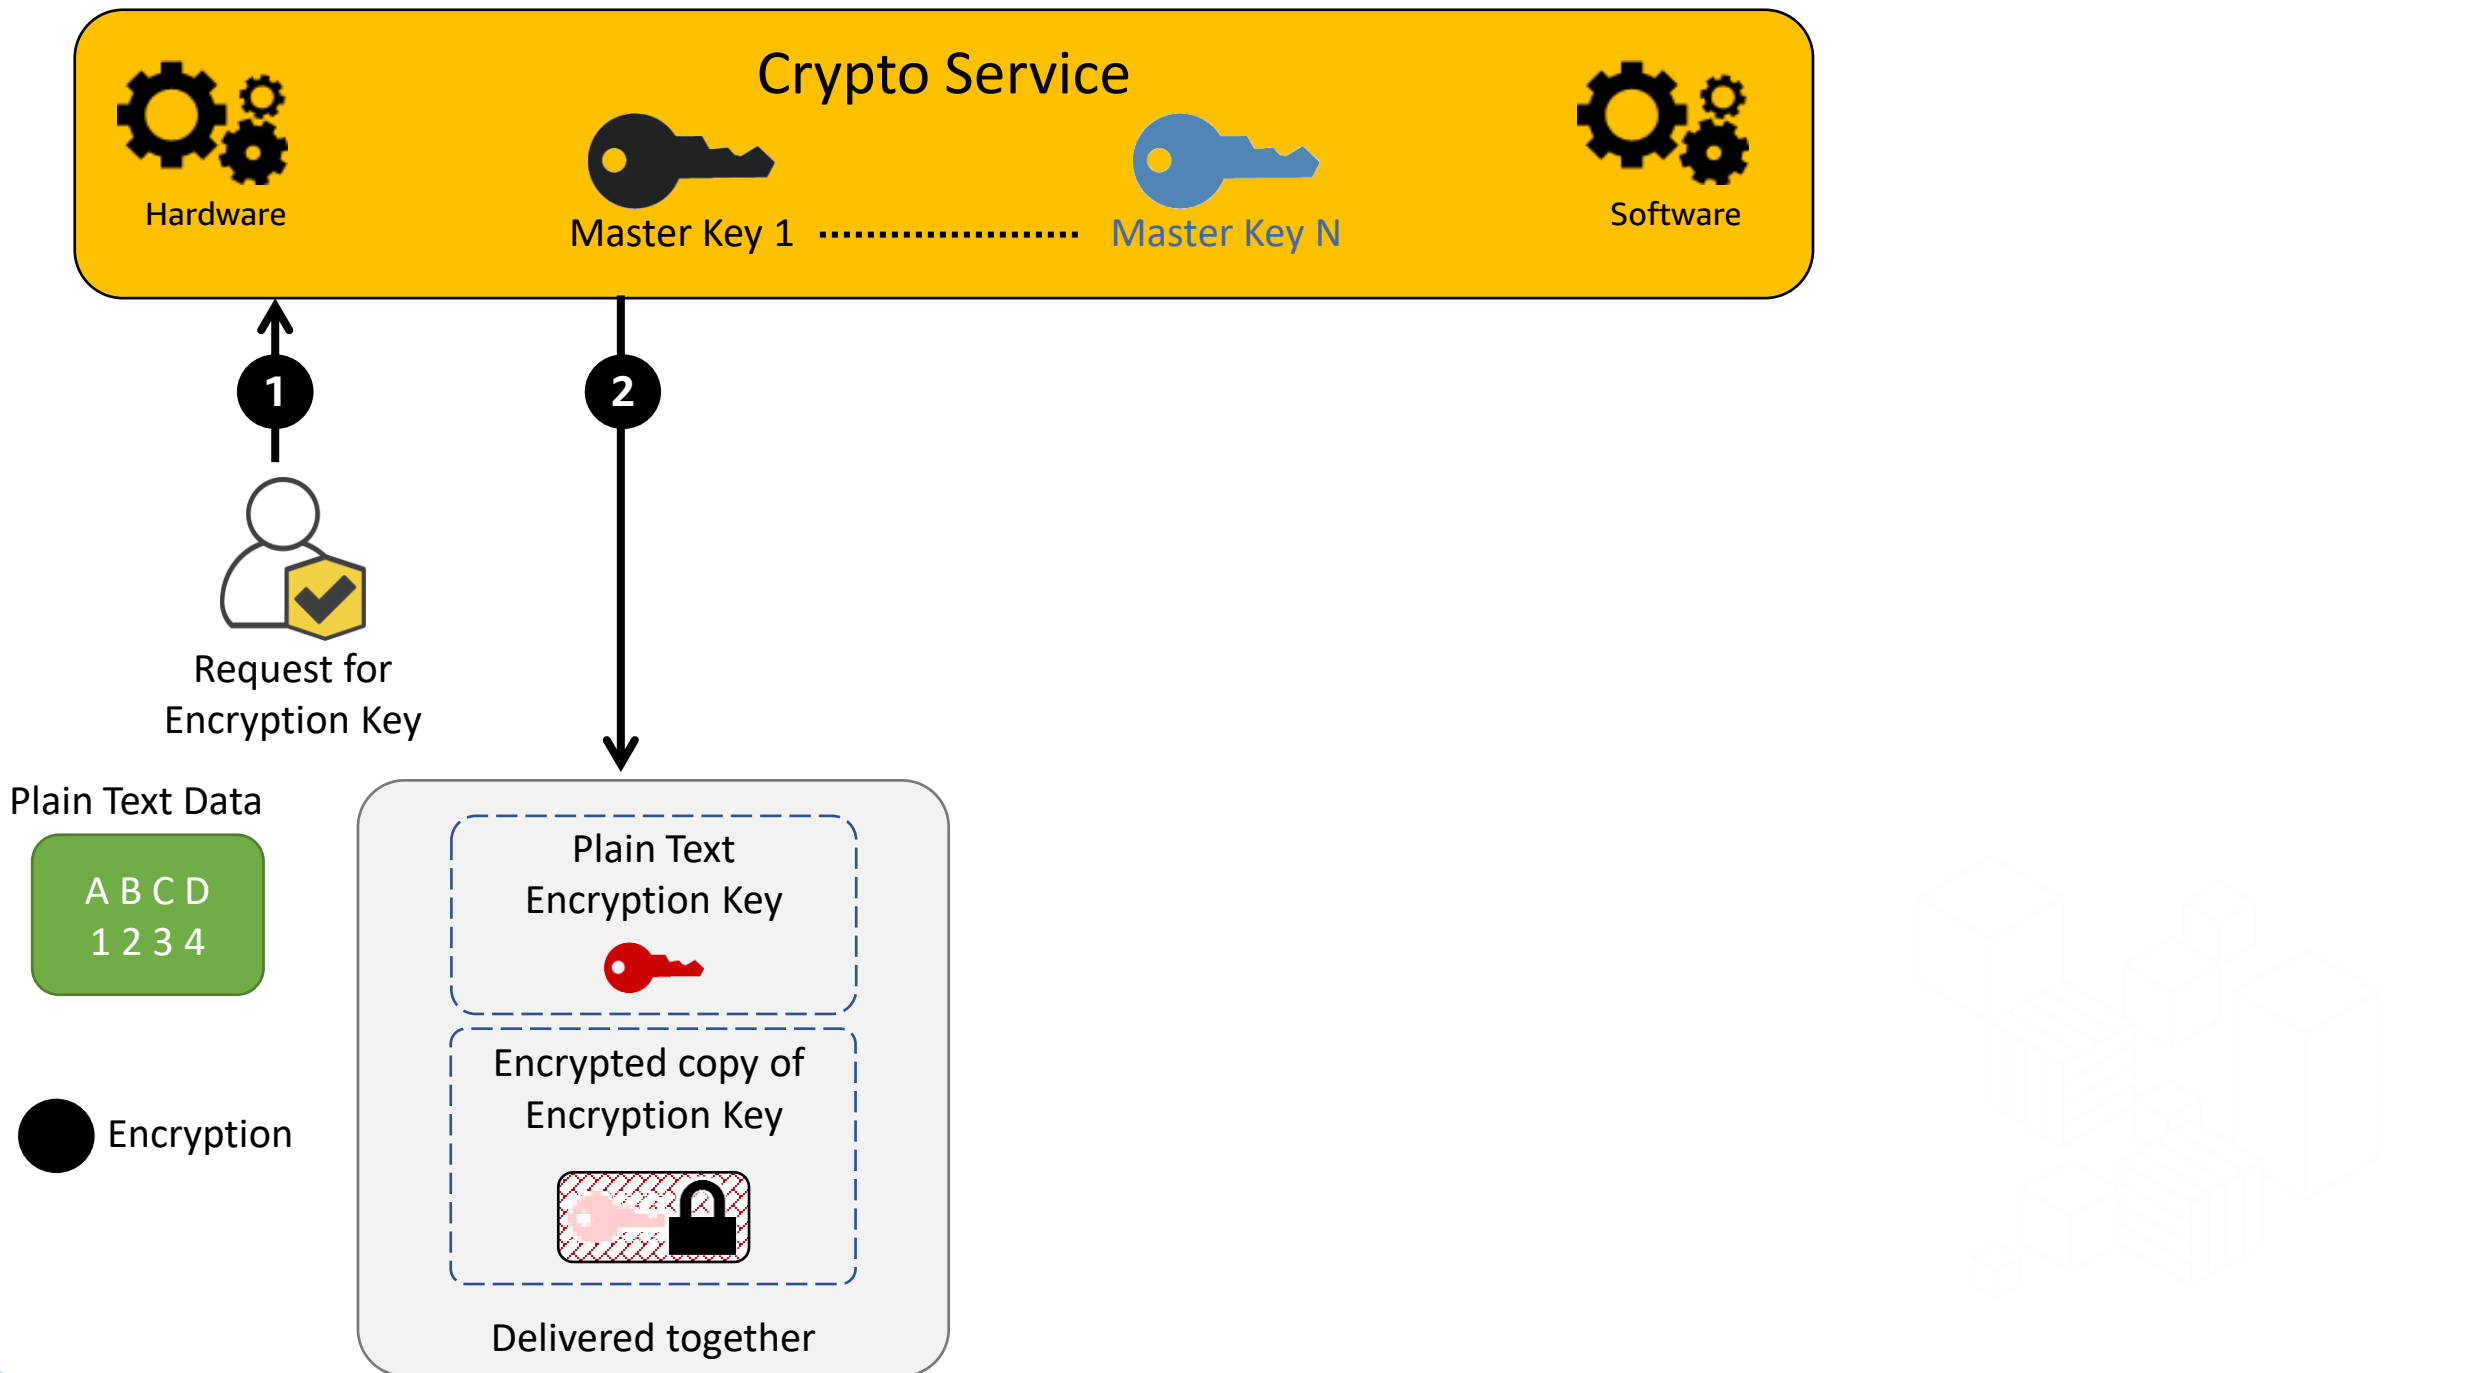 Crypto Service
Hardware
Software
Master Key 1
Master Key N
1
2
Request for
Encryption Key
Plain Text Data
A B C D
1 2 3 4
Plain Text
Encryption Key
Encrypted copy of
Encryption Key
Encryption
Delivered together